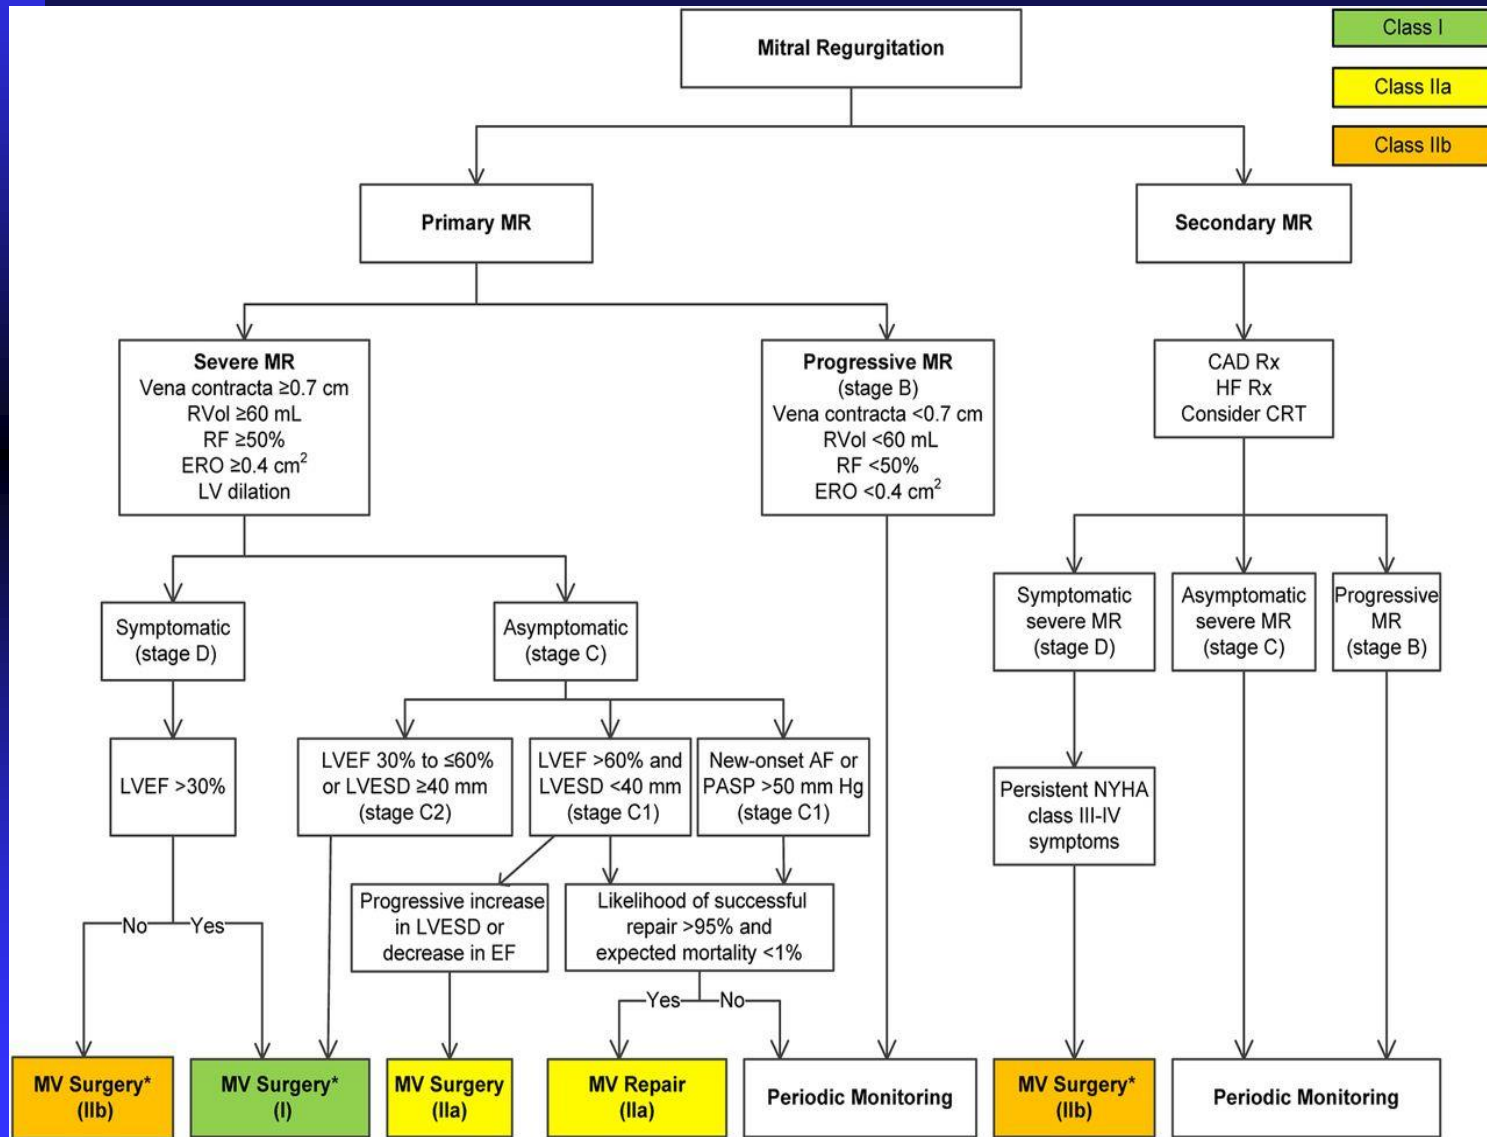 Mitral Regurgitation
Class I
Class IIa
Class IIb
Primary MR
Secondary MR
Severe MR
Vena contracta ≥0.7 cm
RVol ≥60 mL
RF ≥50%
ERO ≥0.4 cm²
LV dilation
Progressive MR
(stage B)
Vena contracta <0.7 cm
RVol <60 mL
RF <50%
ERO <0.4 cm²
CAD Rx
HF Rx
Consider CRT
Symptomatic
(stage D)
Asymptomatic
(stage C)
Symptomatic
severe MR
(stage D)
Asymptomatic
severe MR
(stage C)
Progressive
MR
(stage B)
LVEF >30%
LVEF 30% to ≤60%
or LVESD ≥40 mm
(stage C2)
LVEF >60% and
LVESD <40 mm
(stage C1)
New-onset AF or
PASP >50 mm Hg
(stage C1)
Persistent NYHA
class III-IV
symptoms
Progressive increase
in LVESD or
decrease in EF
Likelihood of successful
repair >95% and
expected mortality <1%
No
Yes
Yes
No
MV Surgery*
(IIb)
MV Surgery*
(I)
MV Surgery
(IIa)
MV Repair
(IIa)
Periodic Monitoring
MV Surgery*
(IIb)
Periodic Monitoring